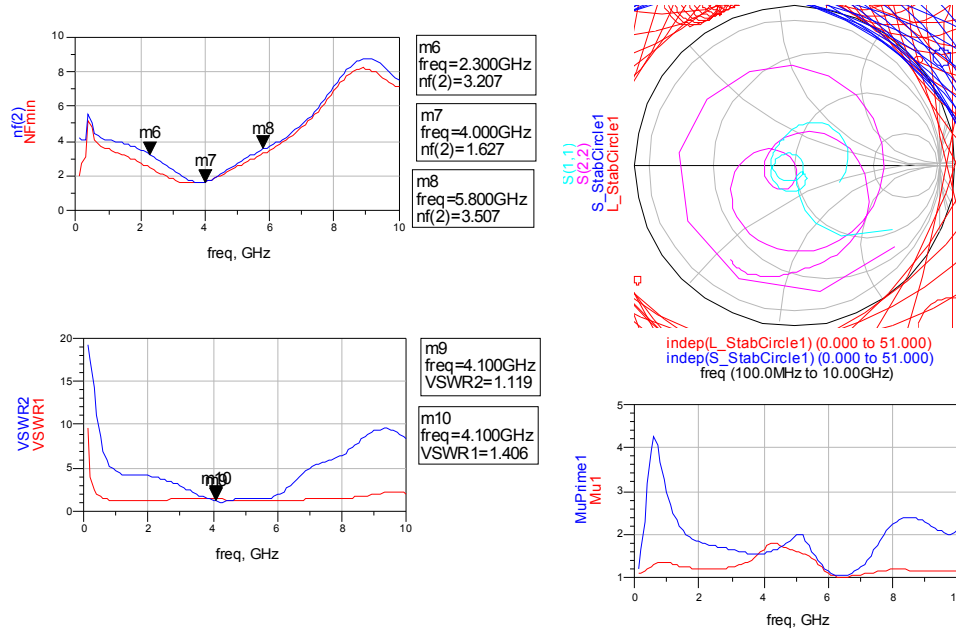 nf(2)
NFmin
10
8
6
4
2
0
0
2
4
6
8
10
freq, GHz
m6
m7
m8
m6
freq=2.300GHz
nf(2)=3.207
m7
freq=4.000GHz
nf(2)=1.627
m8
freq=5.800GHz
nf(2)=3.507
S(1,1)
S(2,2)
S_StabCircle1
L_StabCircle1
indep(L_StabCircle1) (0.000 to 51.000)
indep(S_StabCircle1) (0.000 to 51.000)
freq (100.0MHz to 10.00GHz)
VSWR2
VSWR1
20
15
10
5
0
0
2
4
6
8
10
freq, GHz
m10
m9
freq=4.100GHz
VSWR2=1.119
m10
freq=4.100GHz
VSWR1=1.406
MuPrime1
Mu1
5
4
3
2
1
0
2
4
6
8
freq, GHz